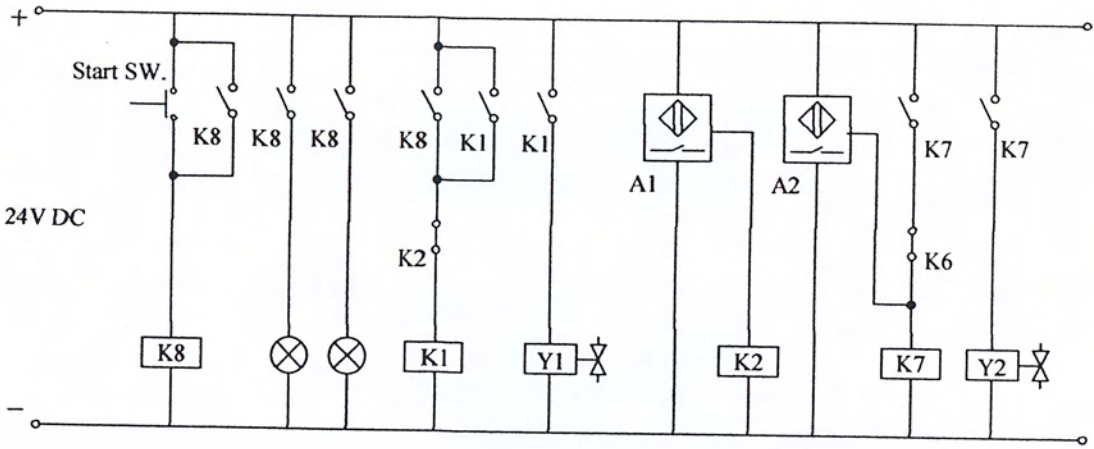 +
Start SW.
K8 K8 K8 K8 K1 K1 K7 K7
A1 A2
24V DC
K2 K6
K8 K1 Y1 K2 K7 Y2
−